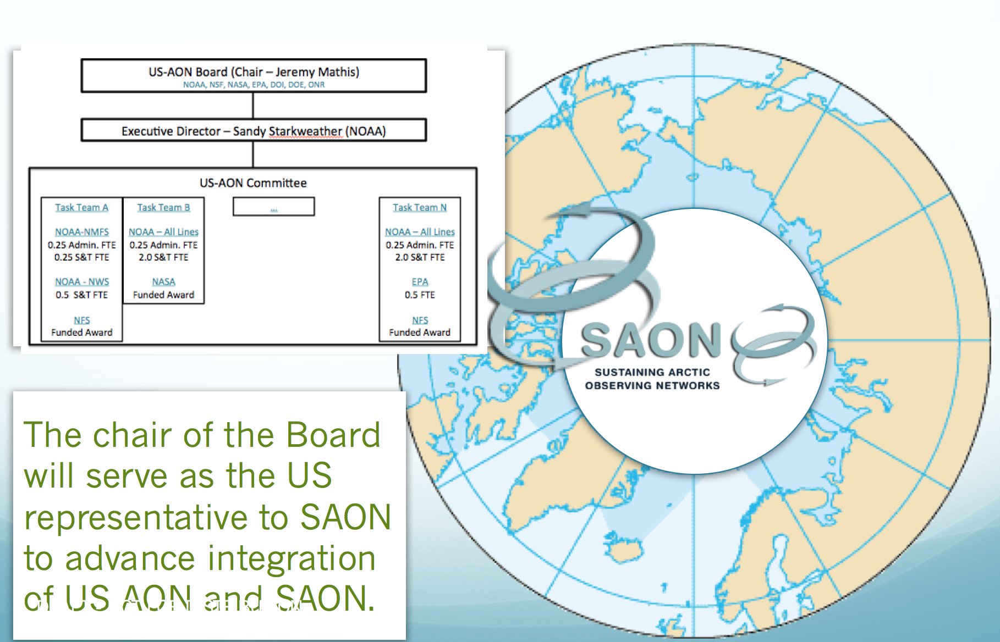 US-AON Board (Chair – Jeremy Mathis)
NOAA, NSF, NASA, EPA, DOI, DOE, ONR
Executive Director – Sandy Starkweather (NOAA)
US-AON Committee
Task Team A
NOAA-NMFS
0.25 Admin. FTE
0.25 S&T FTE
NOAA - NWS
0.5 S&T FTE
NFS
Funded Award
Task Team B
NOAA – All Lines
0.25 Admin. FTE
2.0 S&T FTE
NASA
Funded Award
...
Task Team N
NOAA – All Lines
0.25 Admin. FTE
2.0 S&T FTE
EPA
0.5 FTE
NFS
Funded Award
SAON
SUSTAINING ARCTIC
OBSERVING NETWORKS
The chair of the Board
will serve as the US
representative to SAON
to advance integration
of US AON and SAON.